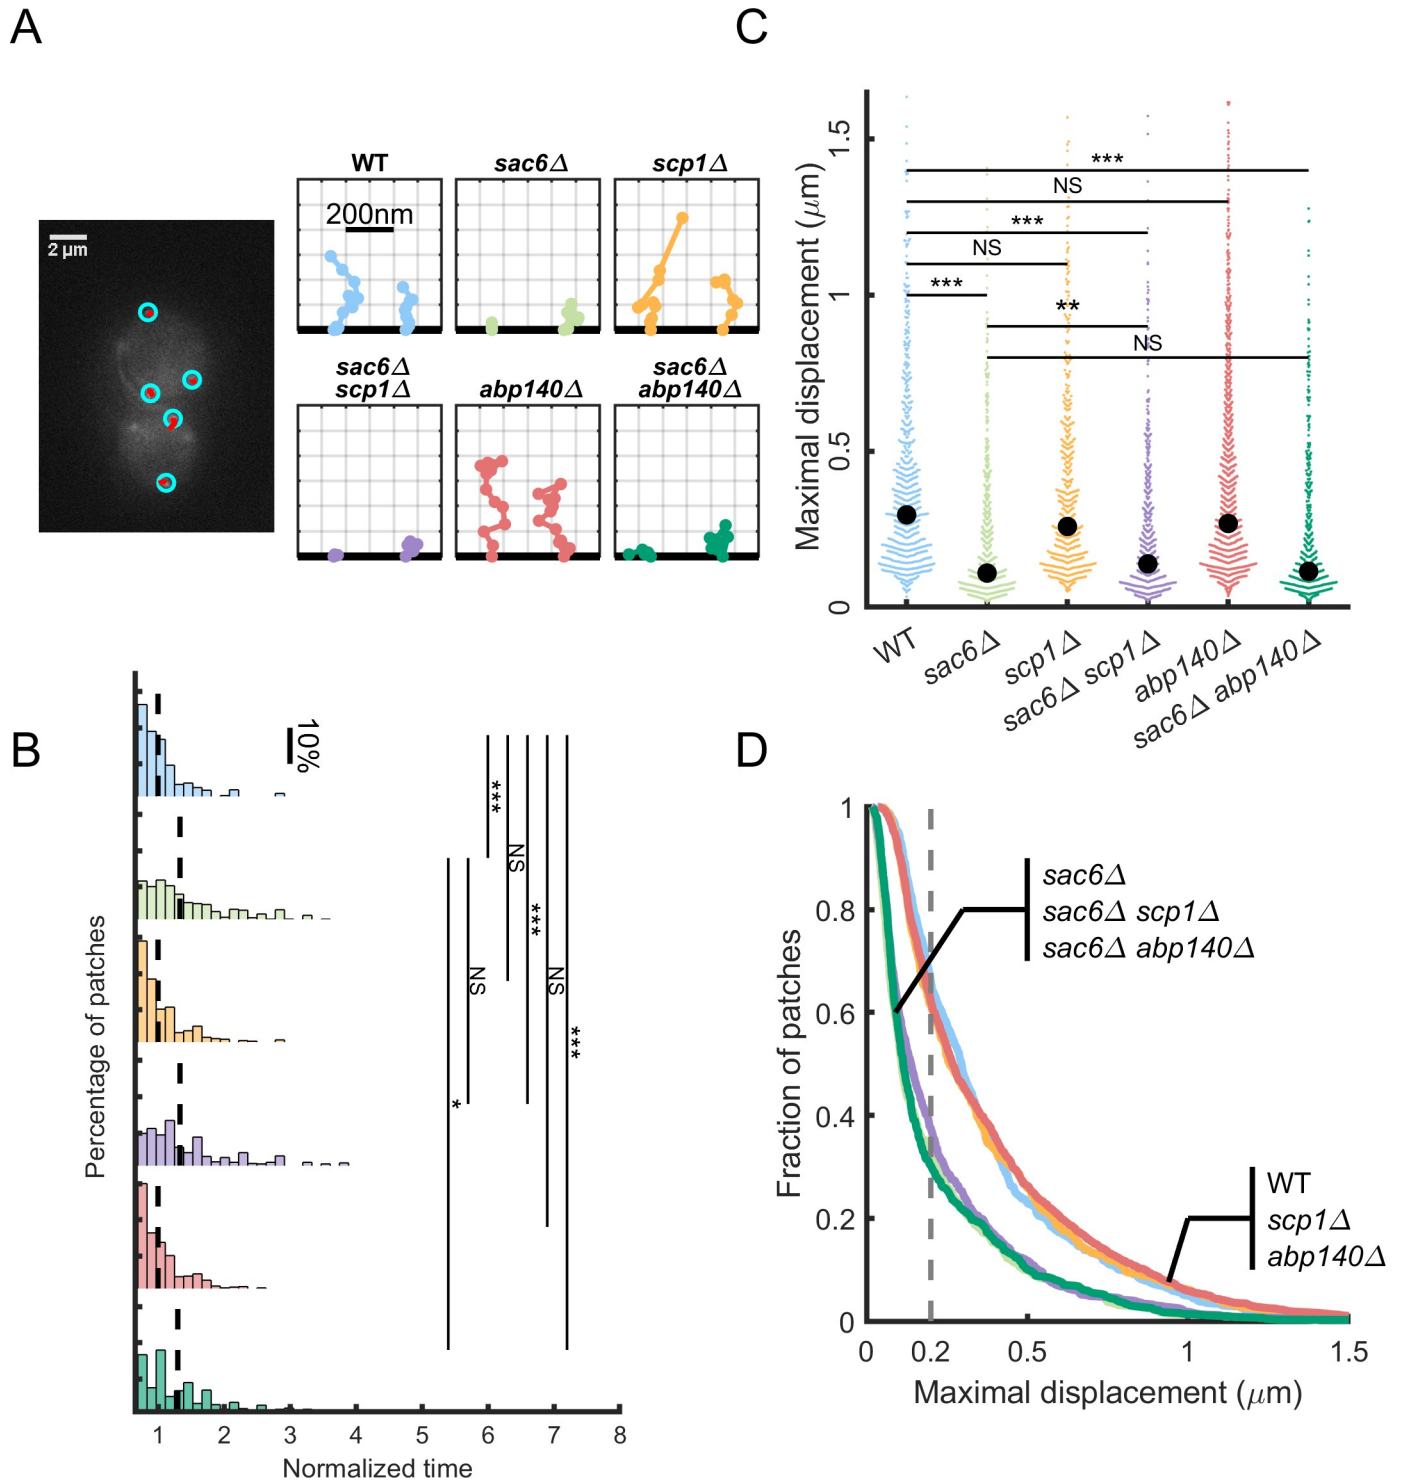 A
2 μm
WT
sac6Δ
scp1Δ
200nm
sac6Δ
scp1Δ
abp140Δ
sac6Δ
abp140Δ
B
Percentage of patches
10%
***
NS
***
NS
***
NS
*
1 2 3 4 5 6 7 8
Normalized time
C
Maximal displacement (μm)
1.5
1
0.5
0
***
NS
***
NS
***
**
NS
WT
sac6Δ
scp1Δ
sac6Δ scp1Δ
abp140Δ
sac6Δ abp140Δ
D
Fraction of patches
1
0.8
0.6
0.4
0.2
0
sac6Δ
sac6Δ scp1Δ
sac6Δ abp140Δ
WT
scp1Δ
abp140Δ
0 0.2 0.5 1 1.5
Maximal displacement (μm)